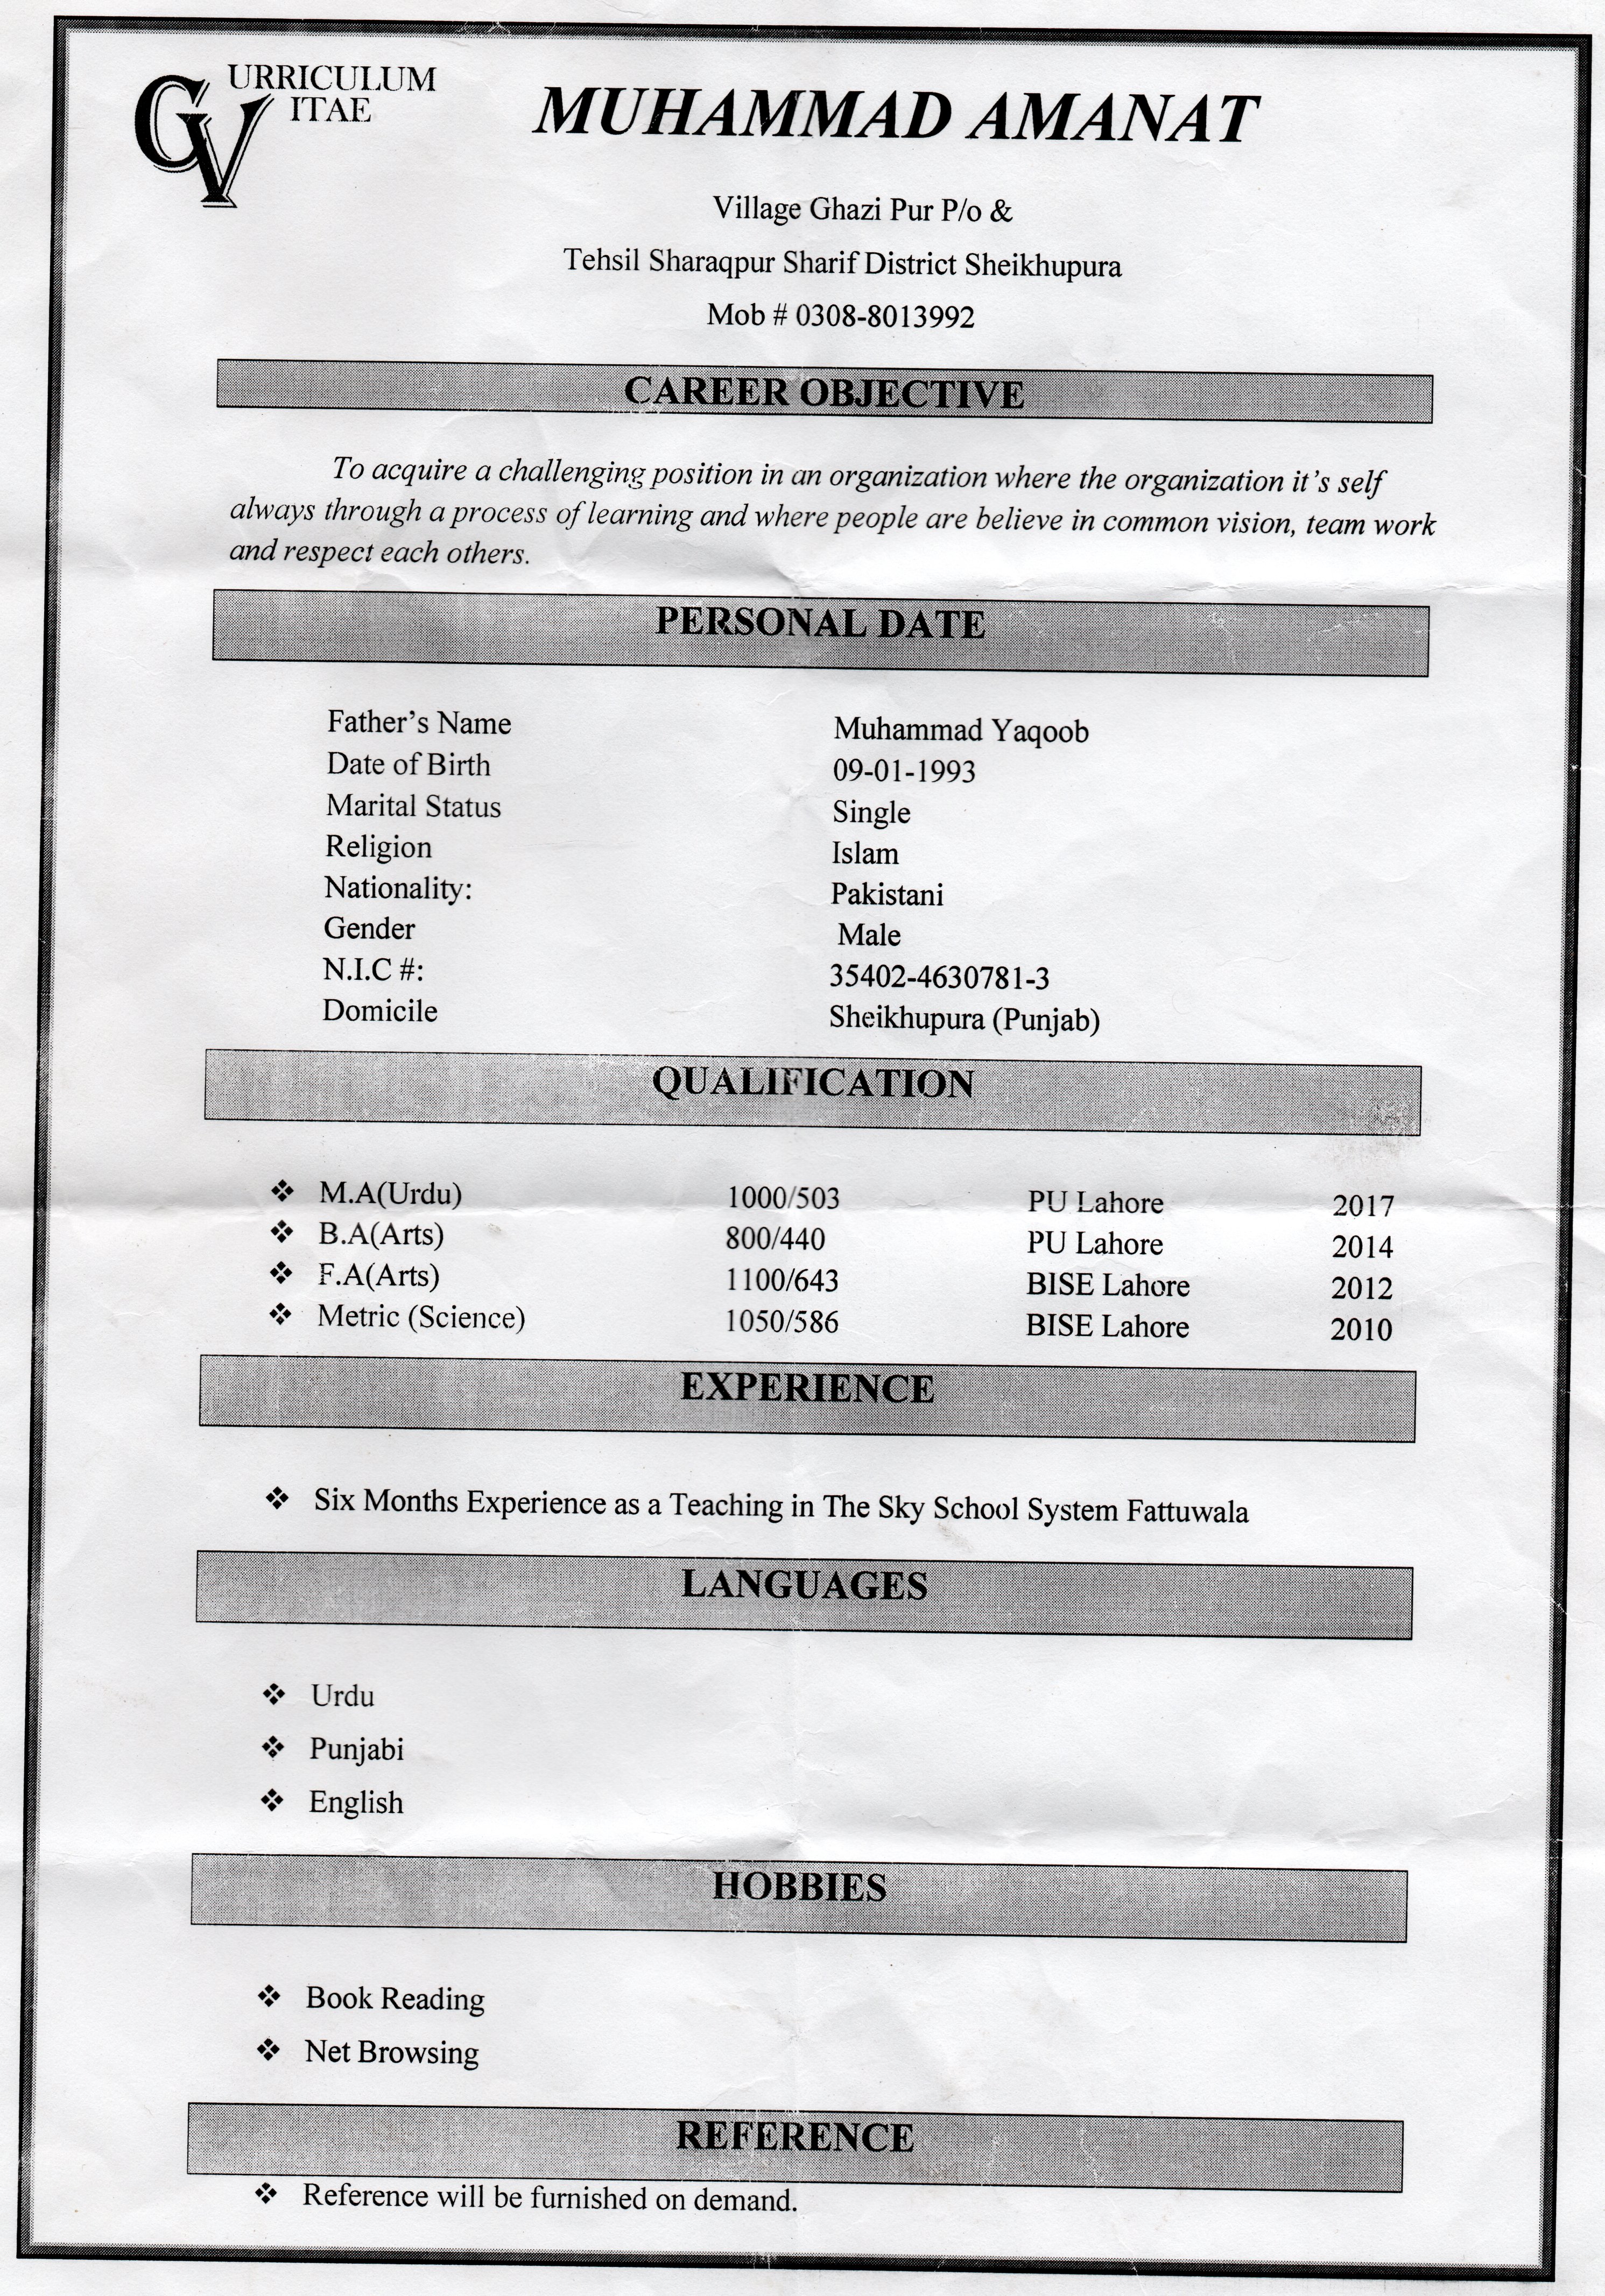 CURRICULUM
VITAE
MUHAMMAD AMANAT
Village Ghazi Pur P/o &
Tehsil Sharaqpur Sharif District Sheikhupura
Mob # 0308-8013992
CAREER OBJECTIVE
To acquire a challenging position in an organization where the organization it's self
always through a process of learning and where people are believe in common vision, team work
and respect each others.
PERSONAL DATE
Father's Name Muhammad Yaqoob
Date of Birth 09-01-1993
Marital Status Single
Religion Islam
Nationality: Pakistani
Gender Male
N.I.C #: 35402-4630781-3
Domicile Sheikhupura (Punjab)
QUALIFICATION
❖ M.A(Urdu) 1000/503 PU Lahore 2017
❖ B.A(Arts) 800/440 PU Lahore 2014
❖ F.A(Arts) 1100/643 BISE Lahore 2012
❖ Metric (Science) 1050/586 BISE Lahore 2010
EXPERIENCE
❖ Six Months Experience as a Teaching in The Sky School System Fattuwala
LANGUAGES
❖ Urdu
❖ Punjabi
❖ English
HOBBIES
❖ Book Reading
❖ Net Browsing
REFERENCE
❖ Reference will be furnished on demand.